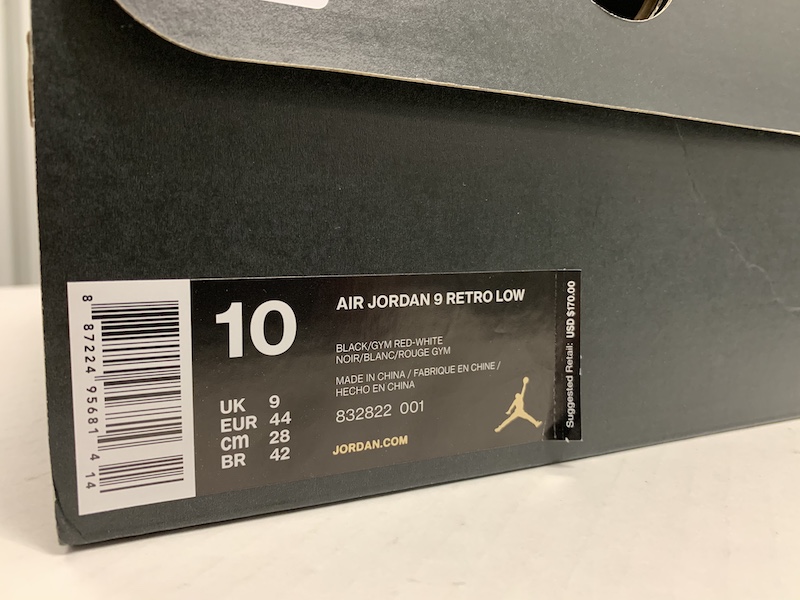 8 87224 95681 4 14
10
UK 9
EUR 44
cm 28
BR 42
AIR JORDAN 9 RETRO LOW
BLACK/GYM RED-WHITE
NOIR/BLANC/ROUGE GYM
MADE IN CHINA / FABRIQUE EN CHINE /
HECHO EN CHINA
832822 001
JORDAN.COM
Suggested Retail: USD $170.00